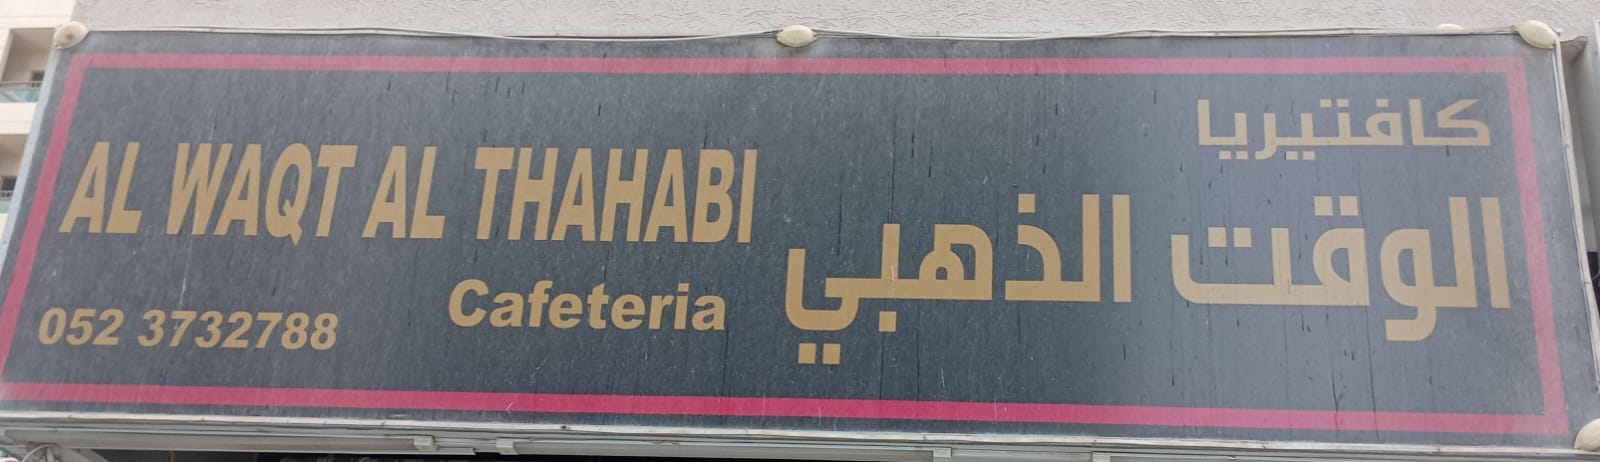 كافتيريا
الوقت الذهبي
AL WAQT AL THAHABI
Cafeteria
052 3732788